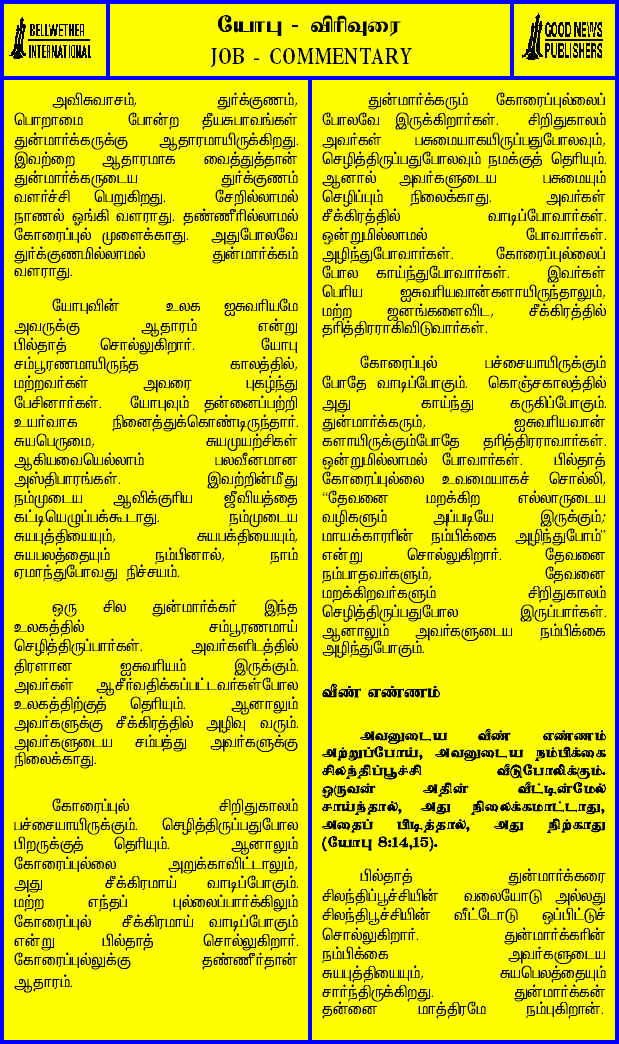 BELLWETHER
INTERNATIONAL
யோபு - விரிவுரை
JOB - COMMENTARY
GOOD NEWS
PUBLISHERS
அவிசுவாசம், துர்க்குணம்,
பொறாமை போன்ற தீயசுபாவங்கள்
துன்மார்க்கருக்கு ஆதாரமாயிருக்கிறது.
இவற்றை ஆதாரமாக வைத்துத்தான்
துன்மார்க்கருடைய துர்க்குணம்
வளர்ச்சி பெறுகிறது. சேறில்லாமல்
நாணல் ஓங்கி வளராது. தண்ணீரில்லாமல்
கோரைப்புல் முளைக்காது. அதுபோலவே
துர்க்குணமில்லாமல் துன்மார்க்கம்
வளராது.
யோபுவின் உலக ஐசுவரியமே
அவருக்கு ஆதாரம் என்று
பில்தாத் சொல்லுகிறார். யோபு
சம்பூரணமாயிருந்த காலத்தில்,
மற்றவர்கள் அவரை புகழ்ந்து
பேசினார்கள். யோபுவும் தன்னைப்பற்றி
உயர்வாக நினைத்துக்கொண்டிருந்தார்.
சுயபெருமை, சுயமுயற்சிகள்
ஆகியவையெல்லாம் பலவீனமான
அஸ்திபாரங்கள். இவற்றின்மீது
நம்முடைய ஆவிக்குரிய ஜீவியத்தை
கட்டியெழுப்பக்கூடாது. நம்முடைய
சுயபுத்தியையும், சுயபக்தியையும்,
சுயபலத்தையும் நம்பினால், நாம்
ஏமாந்துபோவது நிச்சயம்.
ஒரு சில துன்மார்க்கர் இந்த
உலகத்தில் சம்பூரணமாய்
செழித்திருப்பார்கள். அவர்களிடத்தில்
திரளான ஐசுவரியம் இருக்கும்.
அவர்கள் ஆசீர்வதிக்கப்பட்டவர்கள்போல
உலகத்திற்குத் தெரியும். ஆனாலும்
அவர்களுக்கு சீக்கிரத்தில் அழிவு வரும்.
அவர்களுடைய சம்பத்து அவர்களுக்கு
நிலைக்காது.
கோரைப்புல் சிறிதுகாலம்
பச்சையாயிருக்கும். செழித்திருப்பதுபோல
பிறருக்குத் தெரியும். ஆனாலும்
கோரைப்புல்லை அறுக்காவிட்டாலும்,
அது சீக்கிரமாய் வாடிப்போகும்.
மற்ற எந்தப் புல்லைப்பார்க்கிலும்
கோரைப்புல் சீக்கிரமாய் வாடிப்போகும்
என்று பில்தாத் சொல்லுகிறார்.
கோரைப்புல்லுக்கு தண்ணீர்தான்
ஆதாரம்.
துன்மார்க்கரும் கோரைப்புல்லைப்
போலவே இருக்கிறார்கள். சிறிதுகாலம்
அவர்கள் பசுமையாகயிருப்பதுபோலவும்,
செழித்திருப்பதுபோலவும் நமக்குத் தெரியும்.
ஆனால் அவர்களுடைய பசுமையும்
செழிப்பும் நிலைக்காது. அவர்கள்
சீக்கிரத்தில் வாடிப்போவார்கள்.
ஒன்றுமில்லாமல் போவார்கள்.
அழிந்துபோவார்கள். கோரைப்புல்லைப்
போல காய்ந்துபோவார்கள். இவர்கள்
பெரிய ஐசுவரியவான்களாயிருந்தாலும்,
மற்ற ஜனங்களைவிட, சீக்கிரத்தில்
தரித்திரராகிவிடுவார்கள்.
கோரைப்புல் பச்சையாயிருக்கும்
போதே வாடிப்போகும். கொஞ்சகாலத்தில்
அது காய்ந்து கருகிப்போகும்.
துன்மார்க்கரும், ஐசுவரியவான்
களாயிருக்கும்போதே தரித்திரராவார்கள்.
ஒன்றுமில்லாமல் போவார்கள். பில்தாத்
கோரைப்புல்லை உவமையாகச் சொல்லி,
“தேவனை மறக்கிற எல்லாருடைய
வழிகளும் அப்படியே இருக்கும்;
மாயக்காரரின் நம்பிக்கை அழிந்துபோம்”
என்று சொல்லுகிறார். தேவனை
நம்பாதவர்களும், தேவனை
மறக்கிறவர்களும் சிறிதுகாலம்
செழித்திருப்பதுபோல இருப்பார்கள்.
ஆனாலும் அவர்களுடைய நம்பிக்கை
அழிந்துபோகும்.
வீண் எண்ணம்
அவனுடைய வீண் எண்ணம்
அற்றுப்போய், அவனுடைய நம்பிக்கை
சிலந்திப்பூச்சி வீடுபோலிக்கும்.
ஒருவன் அதின் வீட்டின்மேல்
சாய்ந்தால், அது நிலைக்கமாட்டாது,
அதைப் பிடித்தால், அது நிற்காது
(யோபு 8:14,15).
பில்தாத் துன்மார்க்கரை
சிலந்திப்பூச்சியின் வலையோடு அல்லது
சிலந்திபூச்சியின் வீட்டோடு ஒப்பிட்டுச்
சொல்லுகிறார். துன்மார்க்கரின்
நம்பிக்கை அவர்களுடைய
சுயபுத்தியையும், சுயபெலத்தையும்
சார்ந்திருக்கிறது. துன்மார்க்கன்
தன்னை மாத்திரமே நம்புகிறான்.